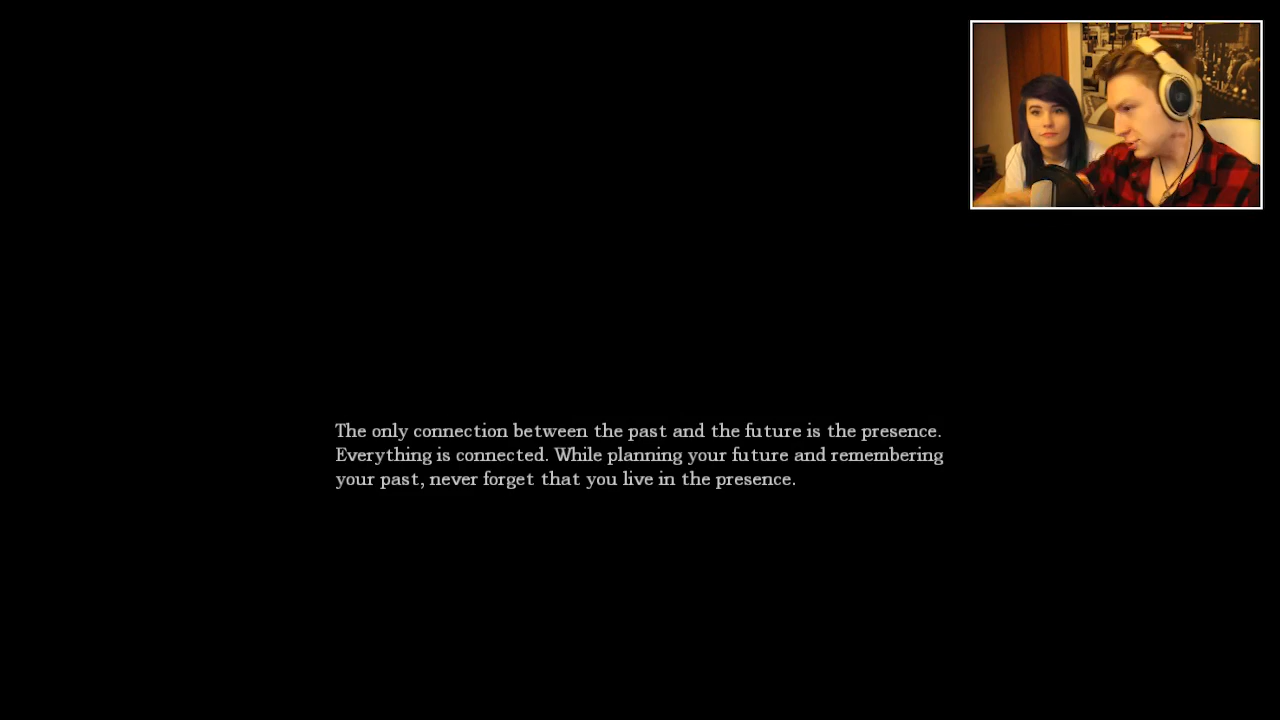 The only connection between the past and the future is the presence.
Everything is connected. While planning your future and remembering
your past, never forget that you live in the presence.